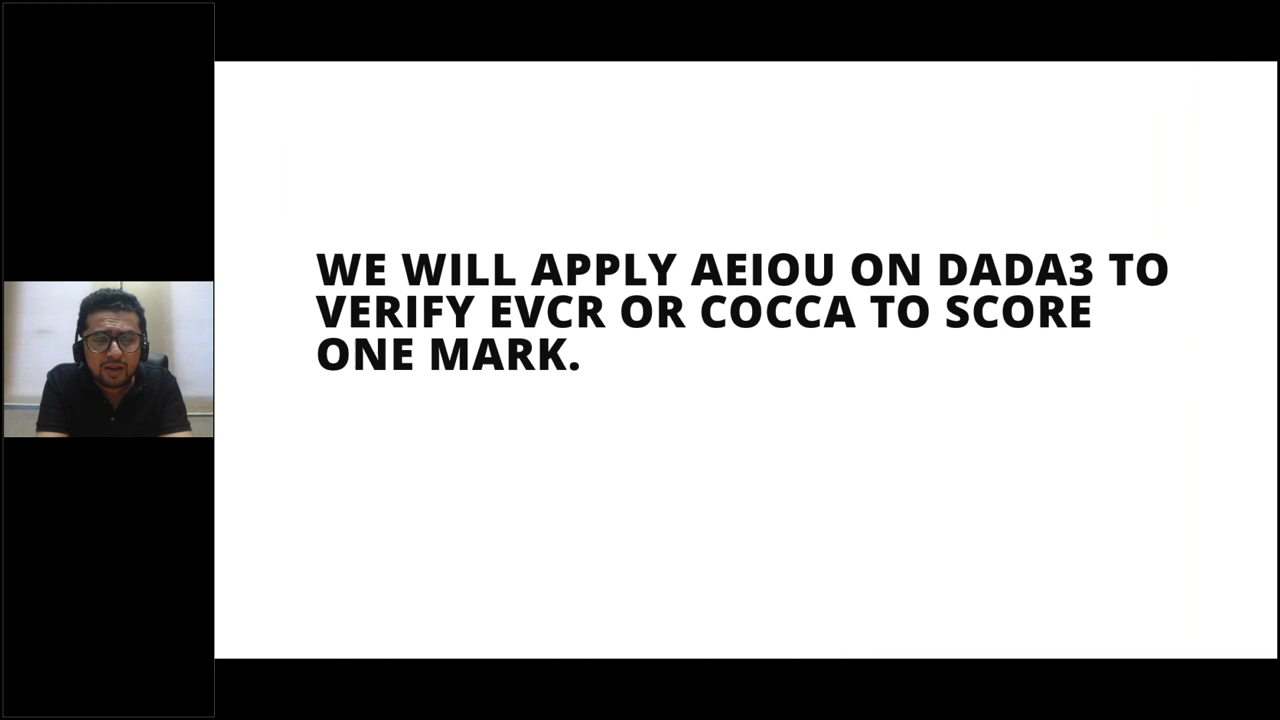 WE WILL APPLY AEIOU ON DADA3 TO
VERIFY EVCR OR COCCA TO SCORE
ONE MARK.